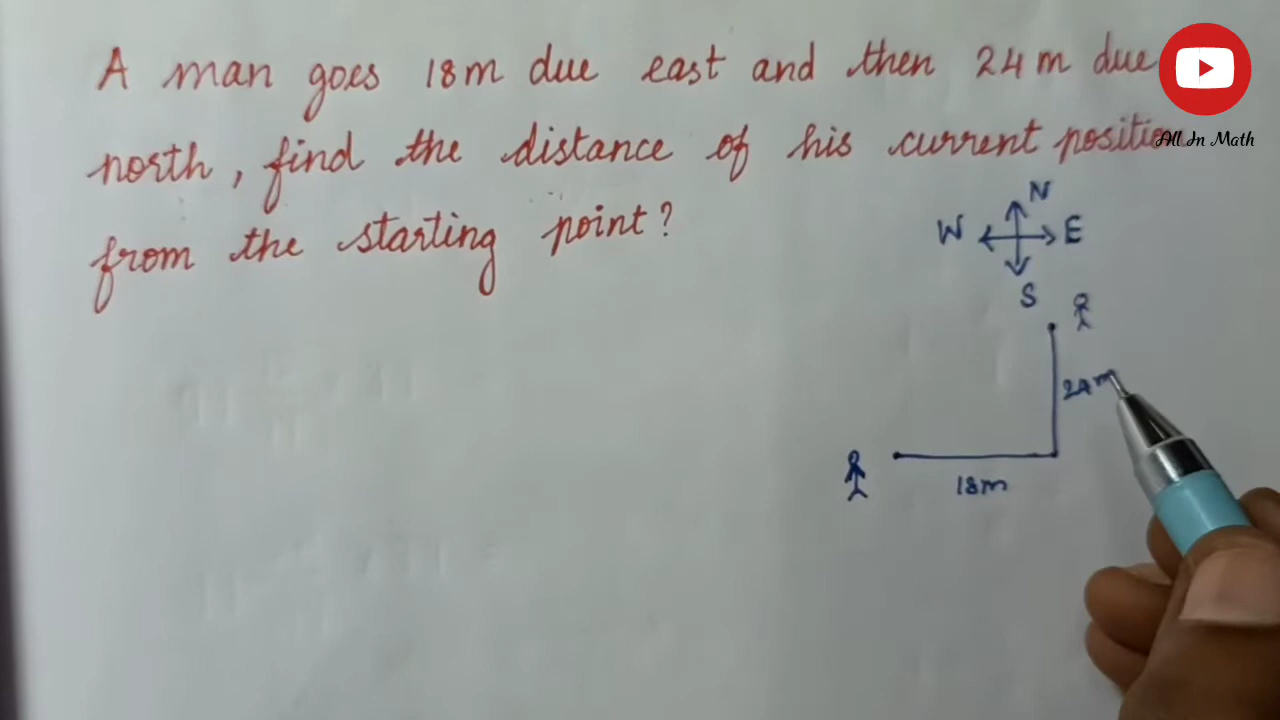 A man goes 18m due east and then 24m due
north, find the distance of his current position
from the starting point?
All In Math
N
W E
S
24m
18m